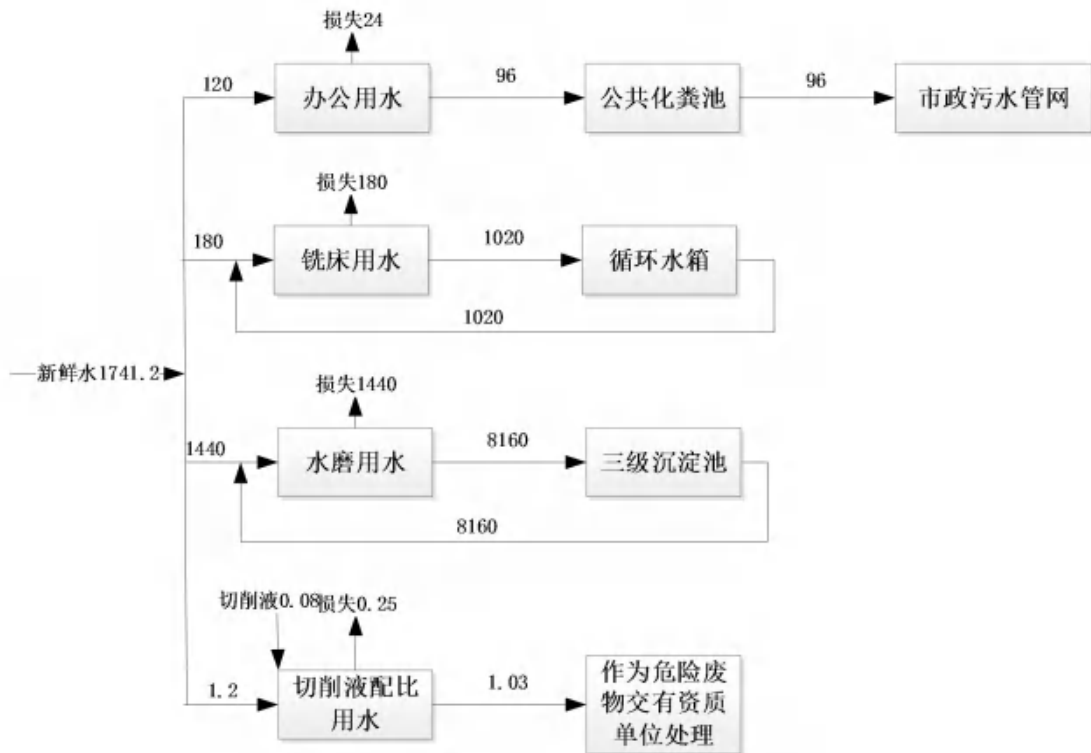 损失24
120
办公用水
96
公共化粪池
96
市政污水管网
损失180
180
铣床用水
1020
循环水箱
1020
新鲜水1741.2
损失1440
1440
水磨用水
8160
三级沉淀池
8160
切削液0.08
损失0.25
1.2
切削液配比
用水
1.03
作为危险废
物交有资质
单位处理